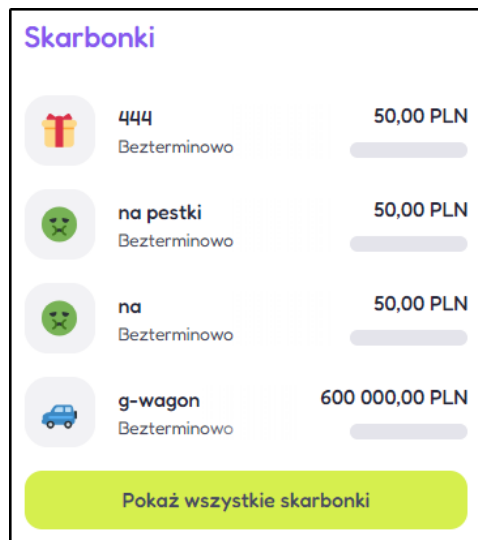 Skarbonki
444
50,00 PLN
Bezterminowo
na pestki
50,00 PLN
Bezterminowo
na
50,00 PLN
Bezterminowo
g-wagon
600 000,00 PLN
Bezterminowo
Pokaż wszystkie skarbonki